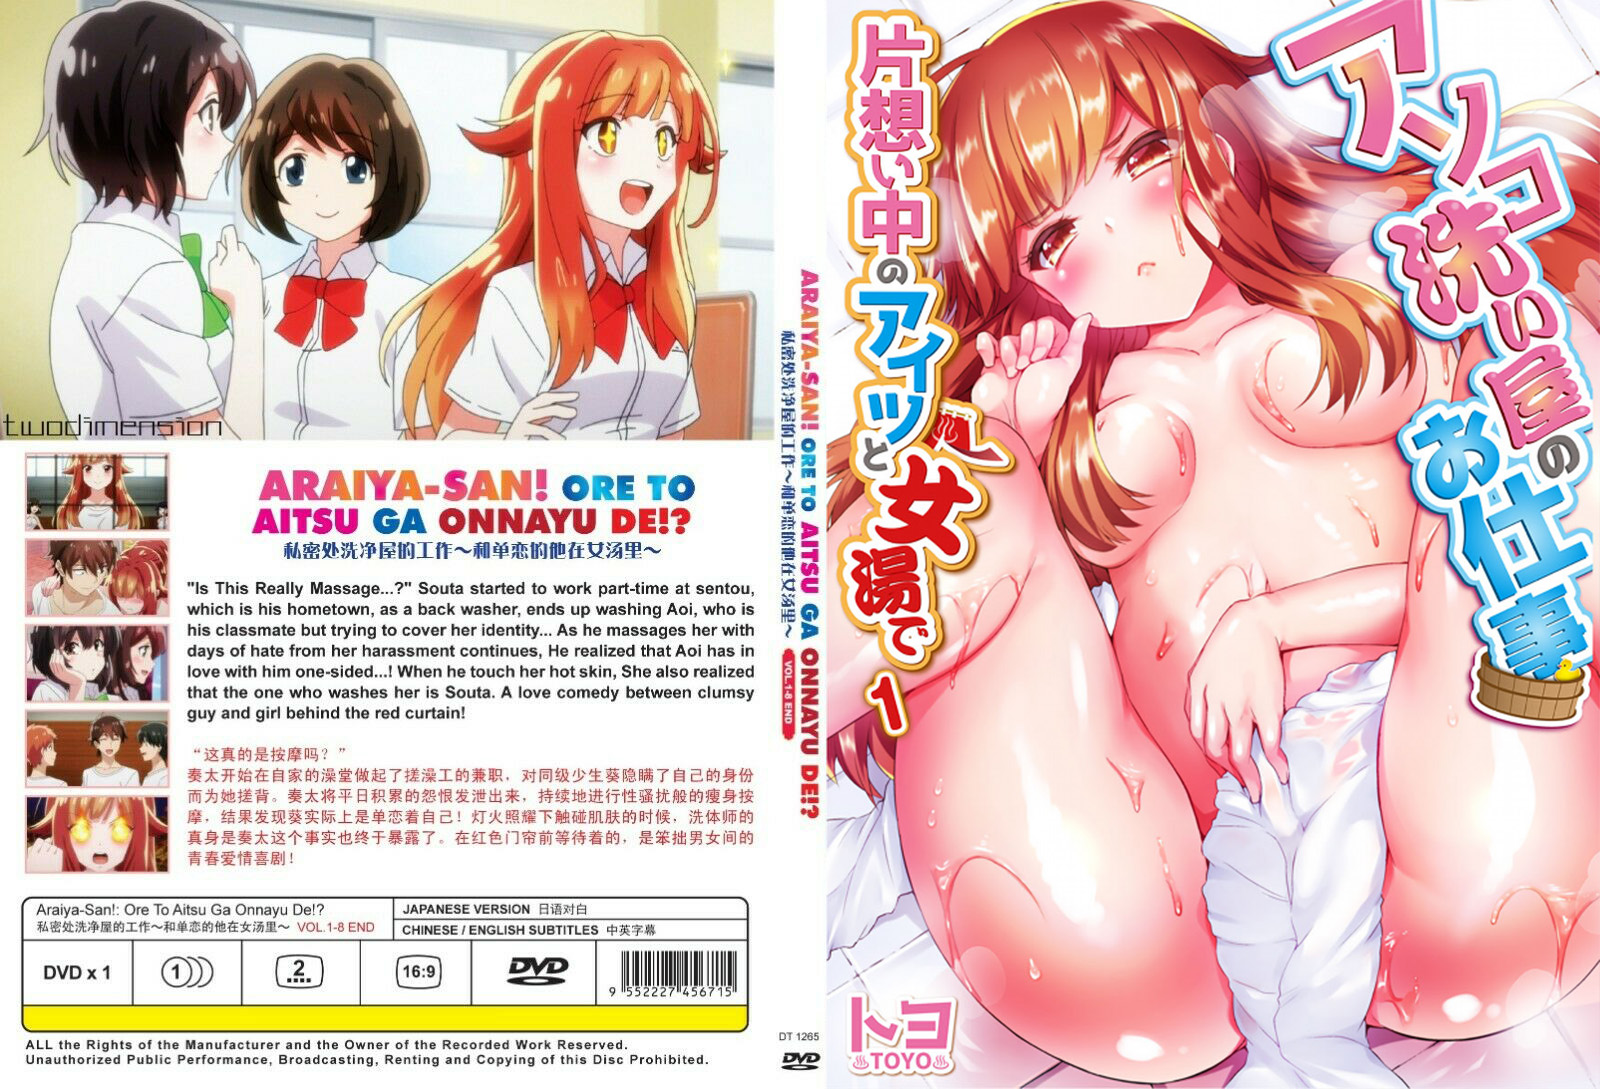 twodimension
ARAIYA-SAN! ORE TO
AITSU GA ONNAYU DE!?
私密处洗净屋的工作～和单恋的他在女汤里～
"Is This Really Massage...?" Souta started to work part-time at sentou,
which is his hometown, as a back washer, ends up washing Aoi, who is
his classmate but trying to cover her identity... As he massages her with
days of hate from her harassment continues, He realized that Aoi has in
love with him one-sided...! When he touch her hot skin, She also realized
that the one who washes her is Souta. A love comedy between clumsy
guy and girl behind the red curtain!
“这真的是按摩吗？”
奏太开始在自家的澡堂做起了搓澡工的兼职，对同级少生葵隐瞒了自己的身份
而为她搓背。奏太将平日积累的怨恨发泄出来，持续地进行性骚扰般的瘦身按
摩，结果发现葵实际上是单恋着自己！灯火照耀下触碰肌肤的时候，洗体师的
真身是奏太这个事实也终于暴露了。在红色门帘前等待着的，是笨拙男女间的
青春爱情喜剧！
Araiya-San!: Ore To Aitsu Ga Onnayu De!?
私密处洗净屋的工作～和单恋的他在女汤里～ VOL.1-8 END
JAPANESE VERSION 日语对白
CHINESE / ENGLISH SUBTITLES 中英字幕
DVD x 1
1
2
16:9
DVD
9 552227 456715
ALL the Rights of the Manufacturer and the Owner of the Recorded Work Reserved.
Unauthorized Public Performance, Broadcasting, Renting and Copying of this Disc Prohibited.
ARAIYA-SAN! ORE TO AITSU GA ONNAYU DE!?
私密处洗净屋的工作～和单恋的他在女汤里～
VOL.1-8 END
DT 1265
DVD
アソコ洗い屋のお仕事
片想い中のアイツと女湯で
1
トヨ
TOYO